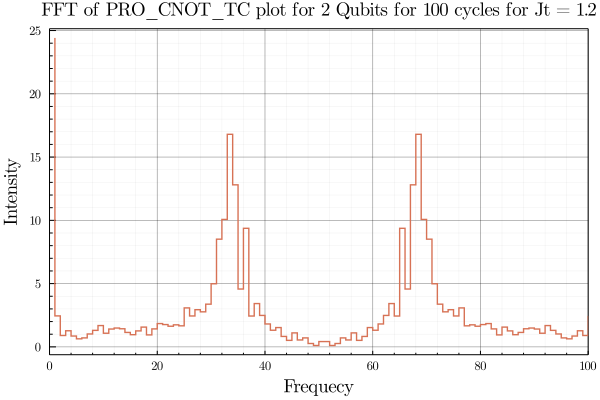 FFT of PRO_CNOT_TC plot for 2 Qubits for 100 cycles for Jt = 1.2
25
20
15
10
5
0
Intensity
0 20 40 60 80 100
Frequecy